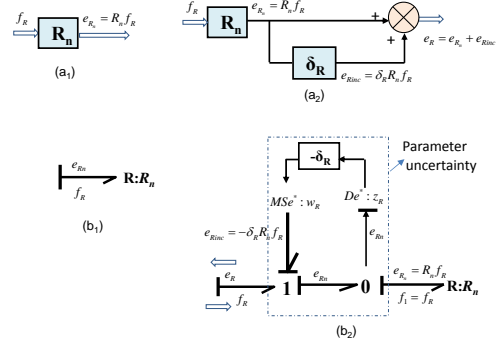 f_R
R_n
e_{R_n} = R_n f_R
(a_1)
f_R
R_n
e_{R_n} = R_n f_R
+
+
δ_R
e_R = e_{R_n} + e_{Rinc}
e_{Rinc} = δ_R R_n f_R
(a_2)
e_{Rn}
f_R
R:R_n
(b_1)
-δ_R
Parameter
uncertainty
MSe* : w_R
De* : z_R
e_{Rinc} = -δ_R R_n f_R
e_{Rn}
e_R
f_R
1
e_{Rn}
0
e_{R_n} = R_n f_R
f_1 = f_R
R:R_n
(b_2)